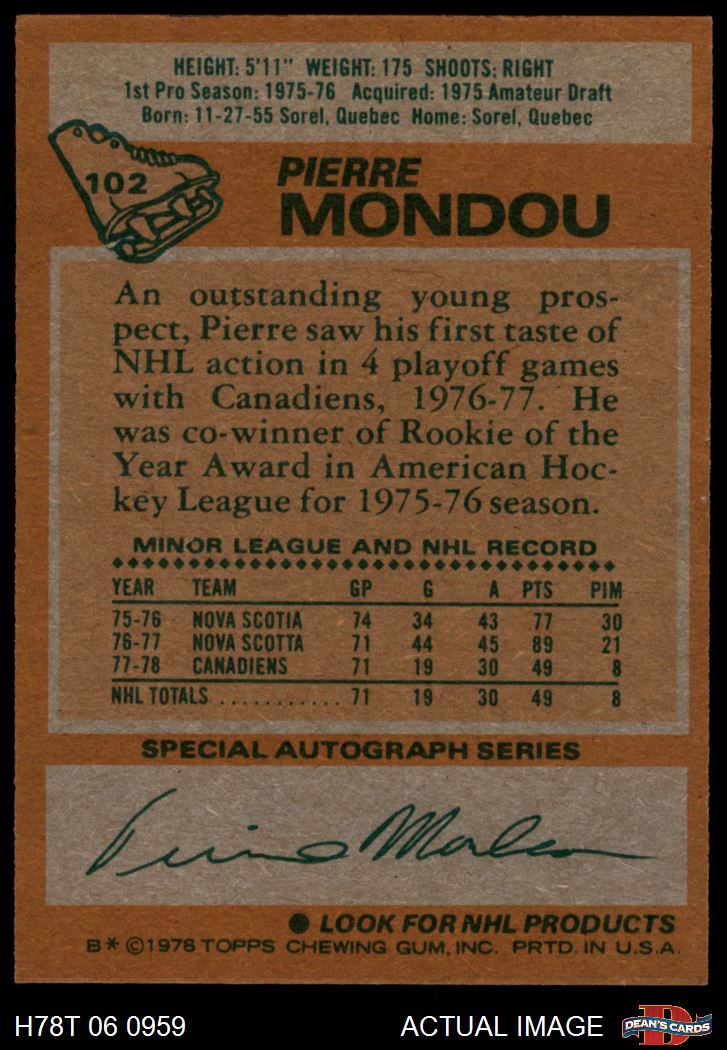 HEIGHT: 5'11" WEIGHT: 175 SHOOTS: RIGHT
1st Pro Season: 1975-76 Acquired: 1975 Amateur Draft
Born: 11-27-55 Sorel, Quebec Home: Sorel, Quebec
102
PIERRE
MONDOU
An outstanding young pros-
pect, Pierre saw his first taste of
NHL action in 4 playoff games
with Canadiens, 1976-77. He
was co-winner of Rookie of the
Year Award in American Hoc-
key League for 1975-76 season.
MINOR LEAGUE AND NHL RECORD
YEAR TEAM GP G A PTS PIM
75-76 NOVA SCOTIA 74 34 43 77 30
76-77 NOVA SCOTTA 71 44 45 89 21
77-78 CANADIENS 71 19 30 49 8
NHL TOTALS ........... 71 19 30 49 8
SPECIAL AUTOGRAPH SERIES
Pierre Mondou
● LOOK FOR NHL PRODUCTS
B* ©1978 TOPPS CHEWING GUM, INC. PRTD. IN U.S.A.
H78T 06 0959 ACTUAL IMAGE D DEAN'S CARDS